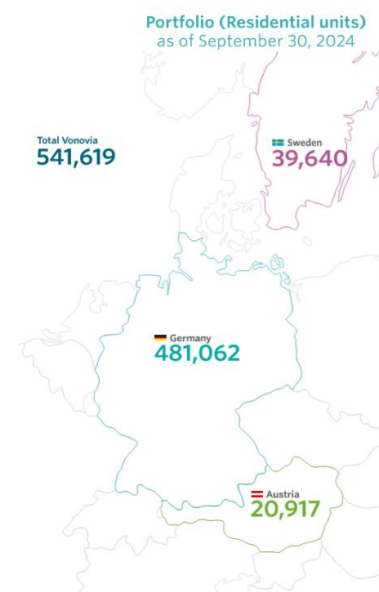 Portfolio (Residential units)
as of September 30, 2024
Total Vonovia
541,619
Sweden
39,640
Germany
481,062
Austria
20,917